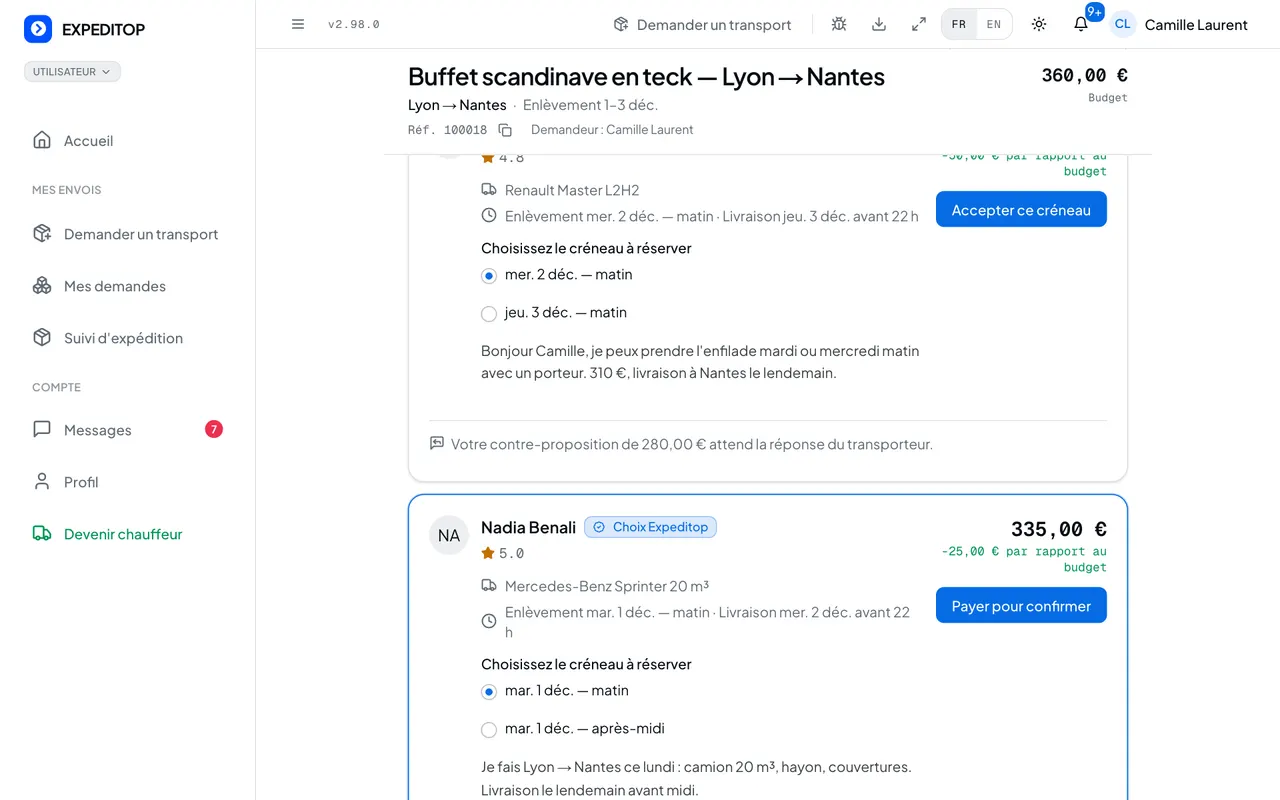 EXPEDITOP
UTILISATEUR
Accueil
MES ENVOIS
Demander un transport
Mes demandes
Suivi d'expédition
COMPTE
Messages
7
Profil
Devenir chauffeur
v2.98.0
Demander un transport
FR
EN
9+
CL
Camille Laurent
Buffet scandinave en teck — Lyon → Nantes
360,00 €
Lyon → Nantes · Enlèvement 1–3 déc.
Budget
Réf. 100018
Demandeur : Camille Laurent
4.8
-50,00 € par rapport au
budget
Renault Master L2H2
Enlèvement mer. 2 déc. — matin · Livraison jeu. 3 déc. avant 22 h
Accepter ce créneau
Choisissez le créneau à réserver
mer. 2 déc. — matin
jeu. 3 déc. — matin
Bonjour Camille, je peux prendre l'enfilade mardi ou mercredi matin
avec un porteur. 310 €, livraison à Nantes le lendemain.
Votre contre-proposition de 280,00 € attend la réponse du transporteur.
NA
Nadia Benali
Choix Expeditop
335,00 €
5.0
-25,00 € par rapport au
budget
Mercedes-Benz Sprinter 20 m³
Enlèvement mar. 1 déc. — matin · Livraison mer. 2 déc. avant 22
h
Payer pour confirmer
Choisissez le créneau à réserver
mar. 1 déc. — matin
mar. 1 déc. — après-midi
Je fais Lyon → Nantes ce lundi : camion 20 m³, hayon, couvertures.
Livraison le lendemain avant midi.